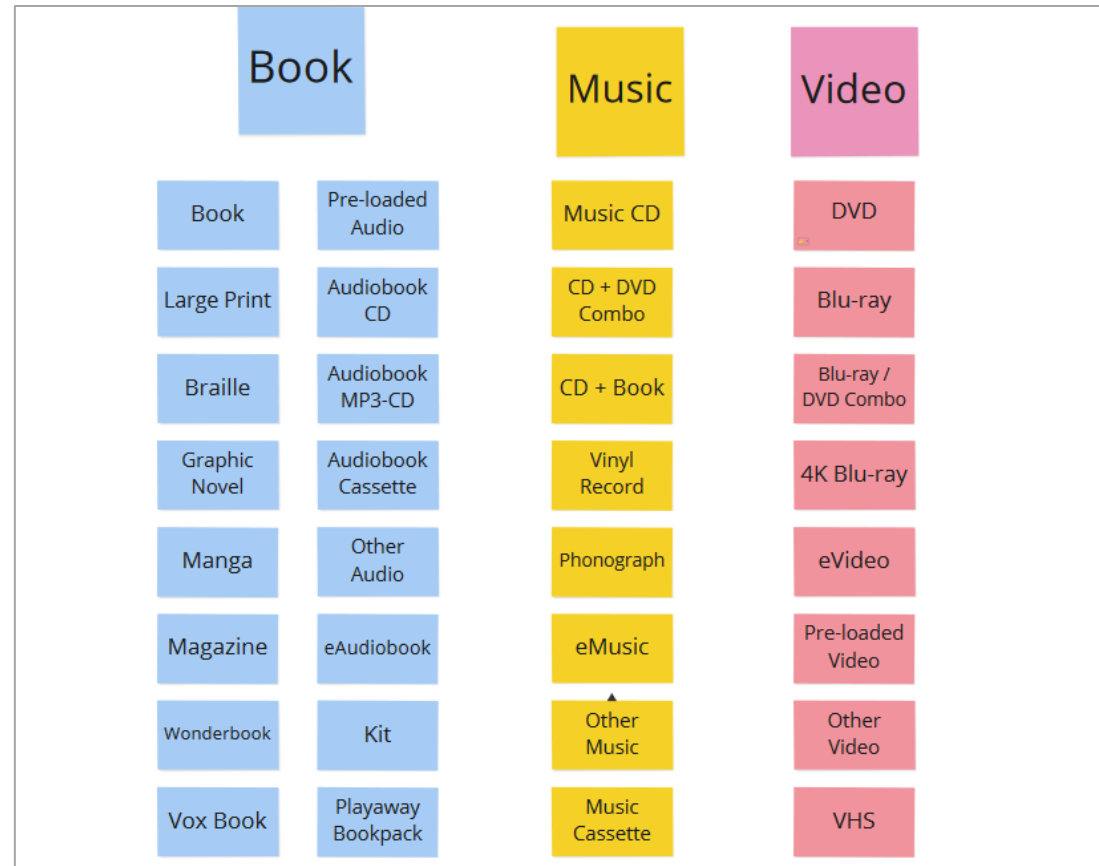 Book
Music
Video
Book
Pre-loaded
Audio
Music CD
DVD
Large Print
Audiobook
CD
CD + DVD
Combo
Blu-ray
Braille
Audiobook
MP3-CD
CD + Book
Blu-ray /
DVD Combo
Graphic
Novel
Audiobook
Cassette
Vinyl
Record
4K Blu-ray
Manga
Other
Audio
Phonograph
eVideo
Magazine
eAudiobook
eMusic
Pre-loaded
Video
Wonderbook
Kit
Other
Music
Other
Video
Vox Book
Playaway
Bookpack
Music
Cassette
VHS